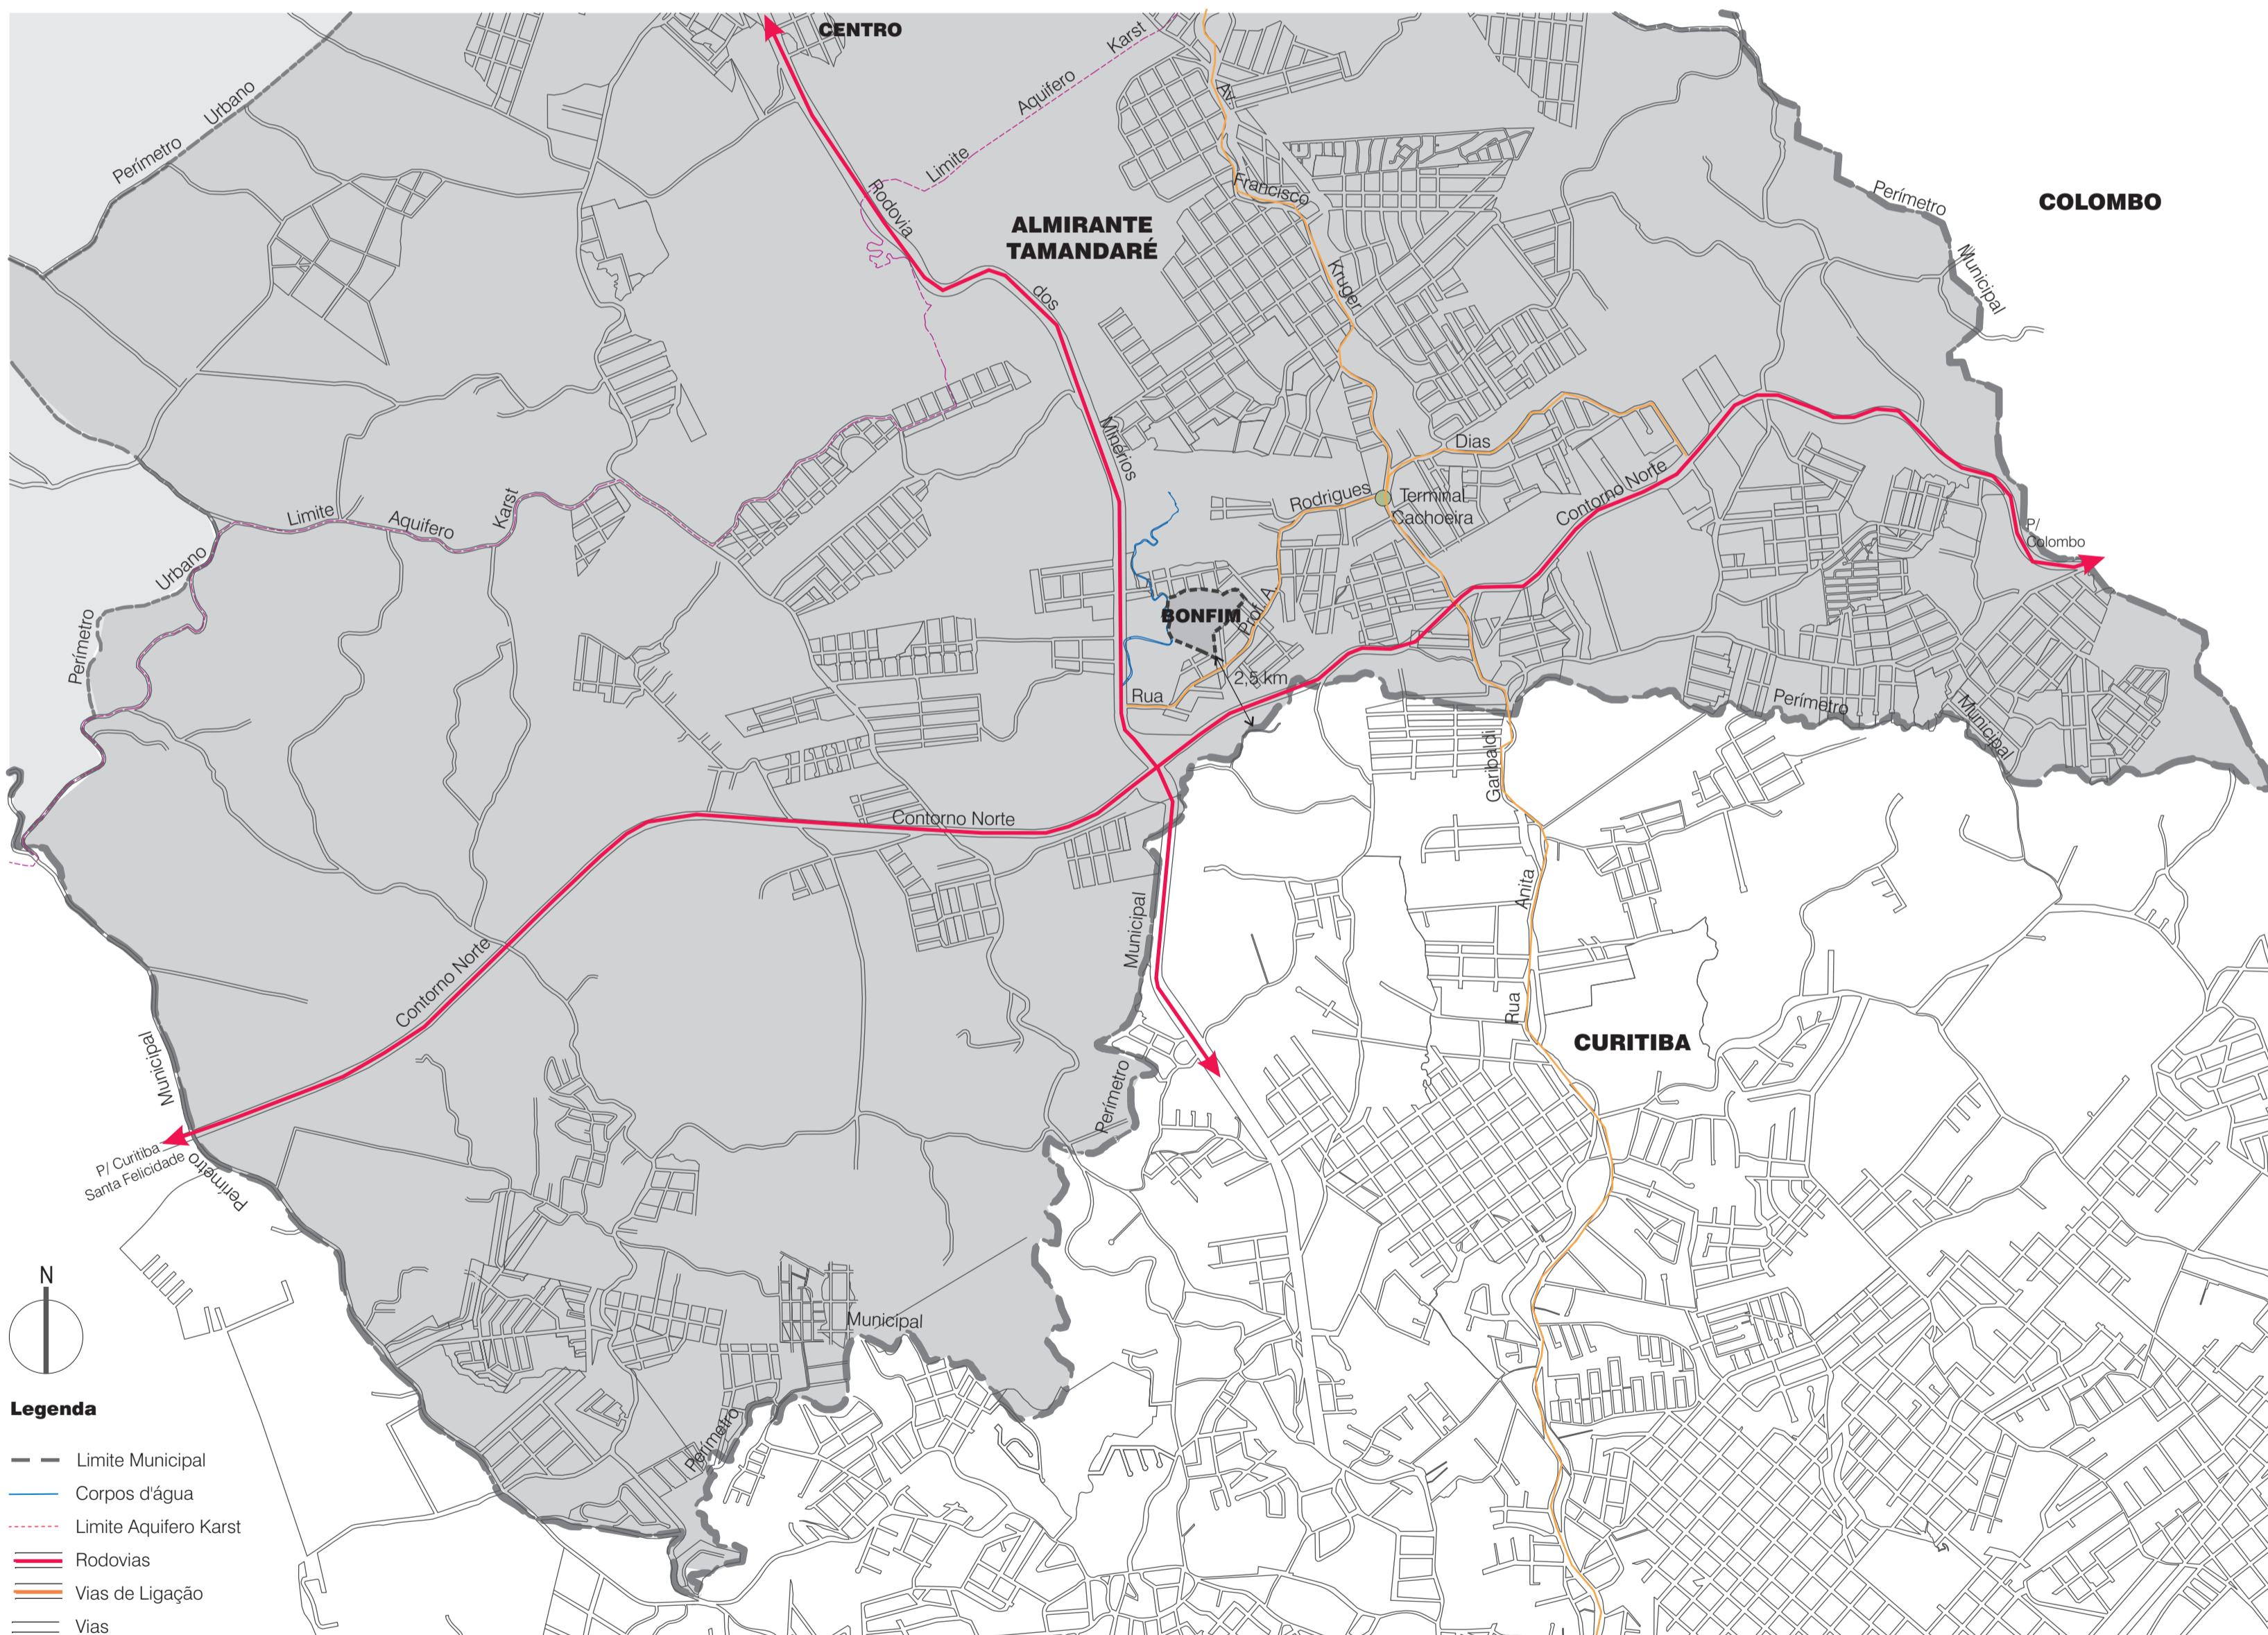 CENTRO
Karst
Aquifero
Limite
Perímetro
Urbano
Av.
Francisco
Kruger
Rodovia
dos
Minérios
ALMIRANTE
TAMANDARÉ
COLOMBO
Perímetro
Municipal
Dias
Rodrigues
Terminal
Cachoeira
Contorno Norte
P/
Colombo
Limite
Aquifero
Karst
Urbano
Perímetro
BONFIM
Prof. A.
2,5 km
Rua
Perímetro
Municipal
Garibaldi
Anita
Rua
Contorno Norte
Municipal
Perímetro
Contorno Norte
Municipal
Perímetro
P/ Curitiba
Santa Felicidade
CURITIBA
Municipal
Perímetro
N
Legenda
Limite Municipal
Corpos d'água
Limite Aquifero Karst
Rodovias
Vias de Ligação
Vias